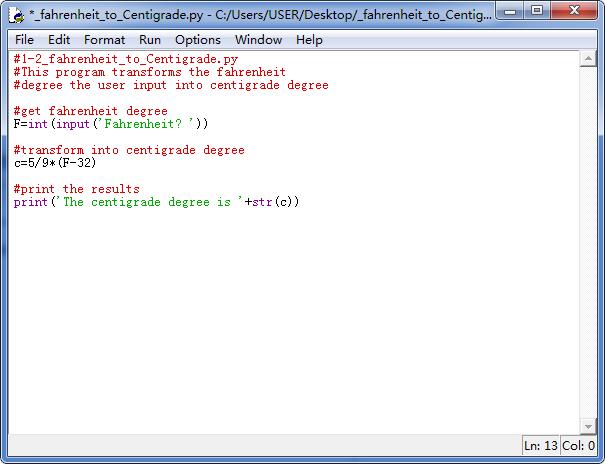 *_fahrenheit_to_Centigrade.py - C:/Users/USER/Desktop/_fahrenheit_to_Centig...
File Edit Format Run Options Window Help
#1-2_fahrenheit_to_Centigrade.py
#This program transforms the fahrenheit
#degree the user input into centigrade degree
#get fahrenheit degree
F=int(input('Fahrenheit? '))
#transform into centigrade degree
c=5/9*(F-32)
#print the results
print('The centigrade degree is '+str(c))
Ln: 13 Col: 0